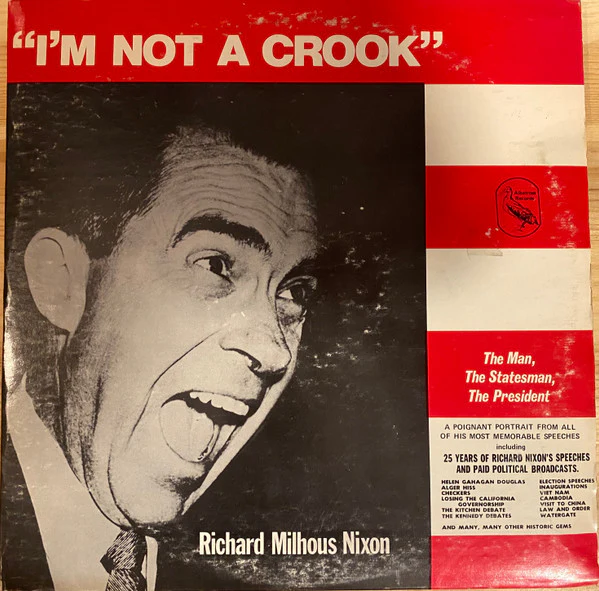 “I’M NOT A CROOK”
Albatross
Records
The Man,
The Statesman,
The President
A POIGNANT PORTRAIT FROM ALL
OF HIS MOST MEMORABLE SPEECHES
including
25 YEARS OF RICHARD NIXON'S SPEECHES
AND PAID POLITICAL BROADCASTS.
HELEN GAHAGAN DOUGLAS
ALGER HISS
CHECKERS
LOSING THE CALIFORNIA
GOVERNORSHIP
THE KITCHEN DEBATE
THE KENNEDY DEBATES
ELECTION SPEECHES
INAUGURATIONS
VIET NAM
CAMBODIA
VISIT TO CHINA
LAW AND ORDER
WATERGATE
AND MANY, MANY OTHER HISTORIC GEMS
Richard Milhous Nixon